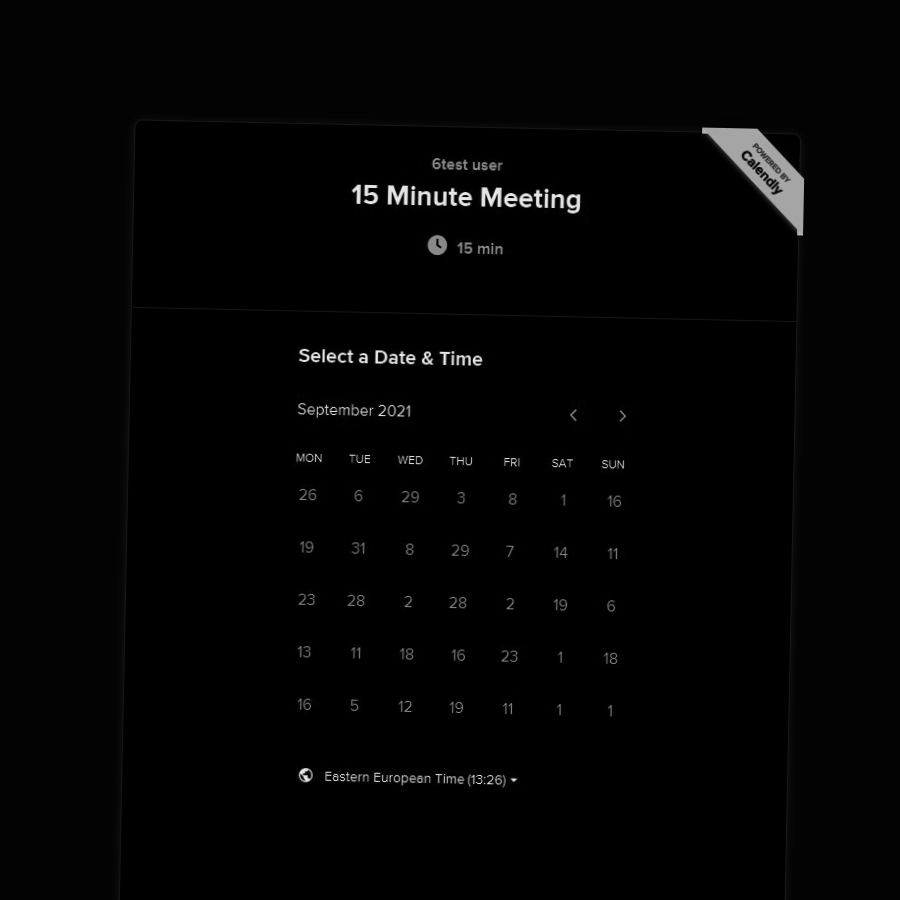 POWERED BY
Calendly
6test user
15 Minute Meeting
15 min
Select a Date & Time
September 2021
MON TUE WED THU FRI SAT SUN
26 6 29 3 8 1 16
19 31 8 29 7 14 11
23 28 2 28 2 19 6
13 11 18 16 23 1 18
16 5 12 19 11 1 1
Eastern European Time (13:26)